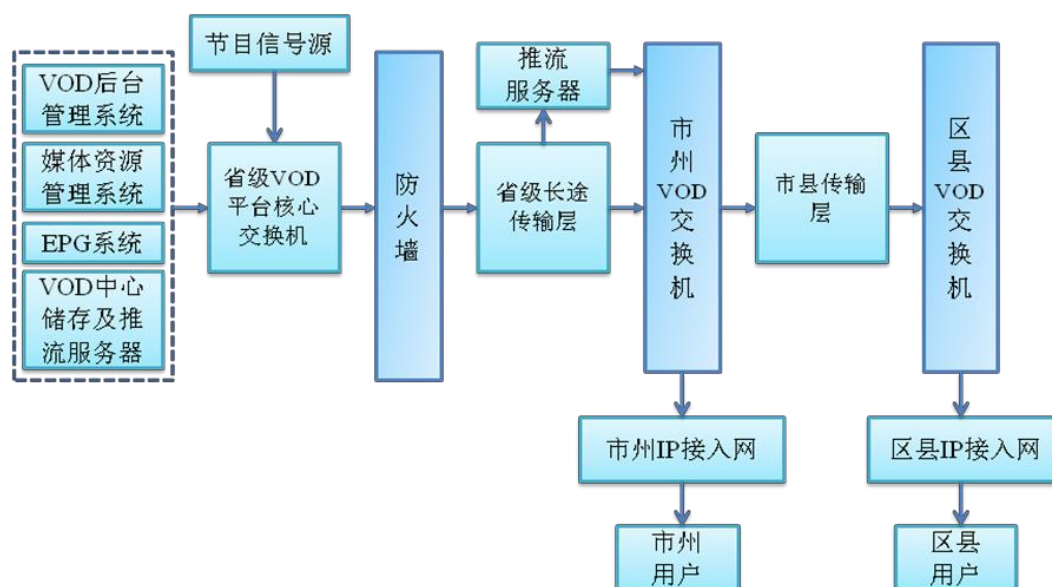 节目信号源
VOD后台
管理系统
媒体资源
管理系统
EPG系统
VOD中心
储存及推
流服务器
省级VOD
平台核心
交换机
防
火
墙
推流
服务器
省级长途
传输层
市
州
VOD
交
换
机
市县传输
层
区
县
VOD
交
换
机
市州IP接入网
区县IP接入网
市州
用户
区县
用户